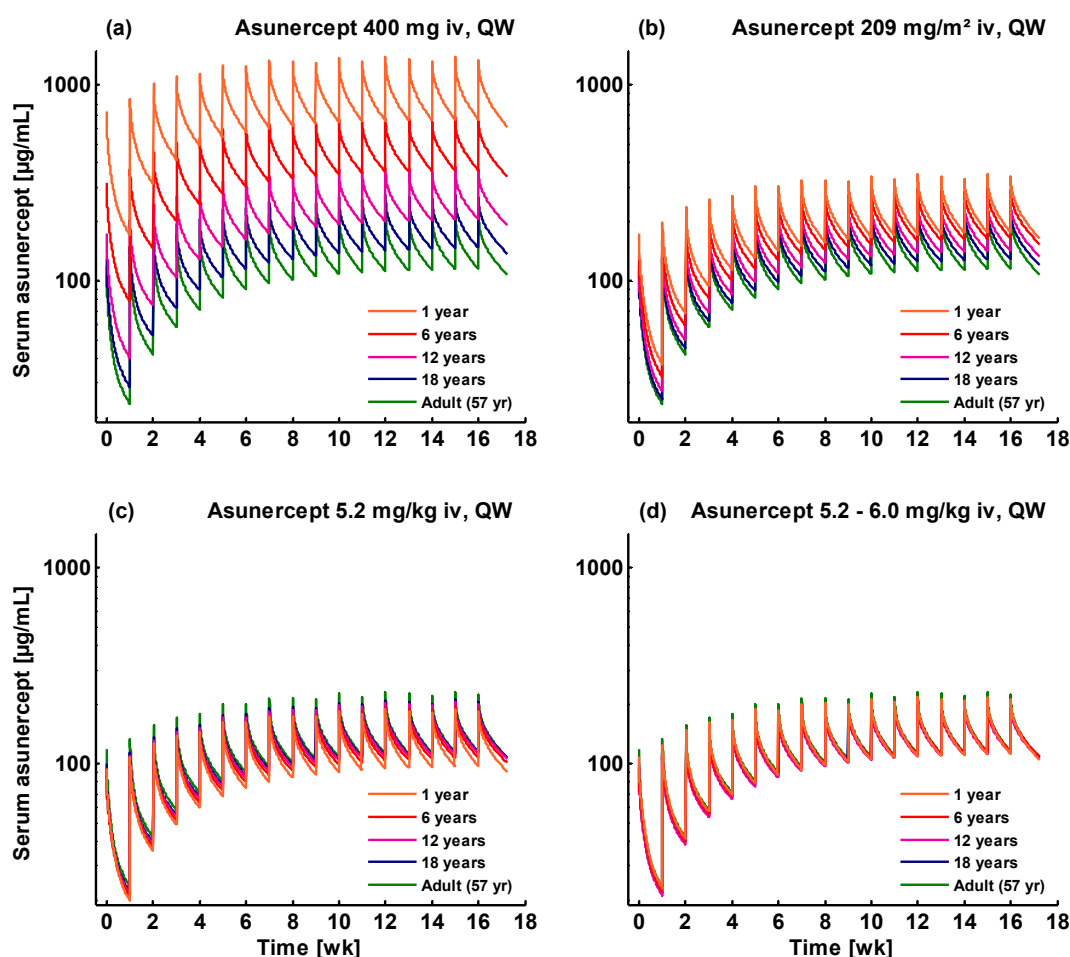 (a) Asunercept 400 mg iv, QW
Serum asunercept [µg/mL]
1000
100
1 year
6 years
12 years
18 years
Adult (57 yr)
0 2 4 6 8 10 12 14 16 18
(b) Asunercept 209 mg/m² iv, QW
1000
100
1 year
6 years
12 years
18 years
Adult (57 yr)
0 2 4 6 8 10 12 14 16 18
(c) Asunercept 5.2 mg/kg iv, QW
Serum asunercept [µg/mL]
1000
100
1 year
6 years
12 years
18 years
Adult (57 yr)
0 2 4 6 8 10 12 14 16 18
Time [wk]
(d) Asunercept 5.2 - 6.0 mg/kg iv, QW
1000
100
1 year
6 years
12 years
18 years
Adult (57 yr)
0 2 4 6 8 10 12 14 16 18
Time [wk]